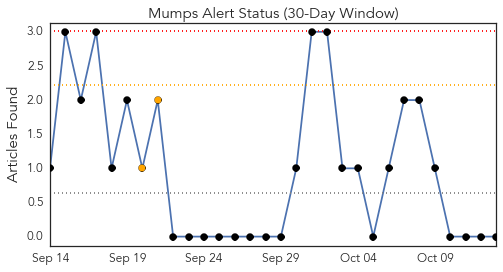 Mumps Alert Status (30-Day Window)
Articles Found
3.0
2.5
2.0
1.5
1.0
0.5
0.0
Sep 14 Sep 19 Sep 24 Sep 29 Oct 04 Oct 09